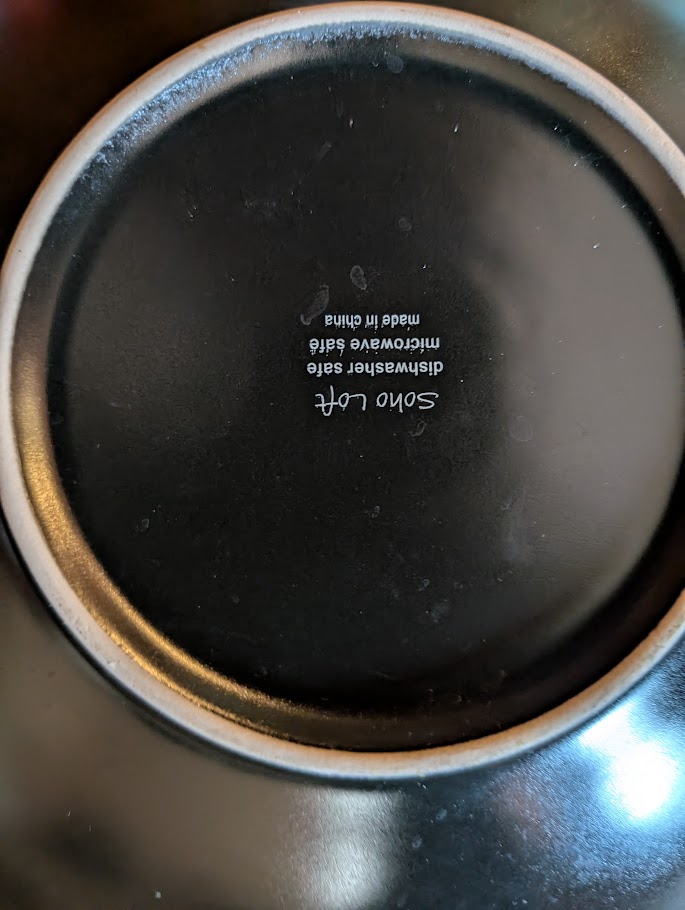 Soho Loft
dishwasher safe
microwave safe
made in china